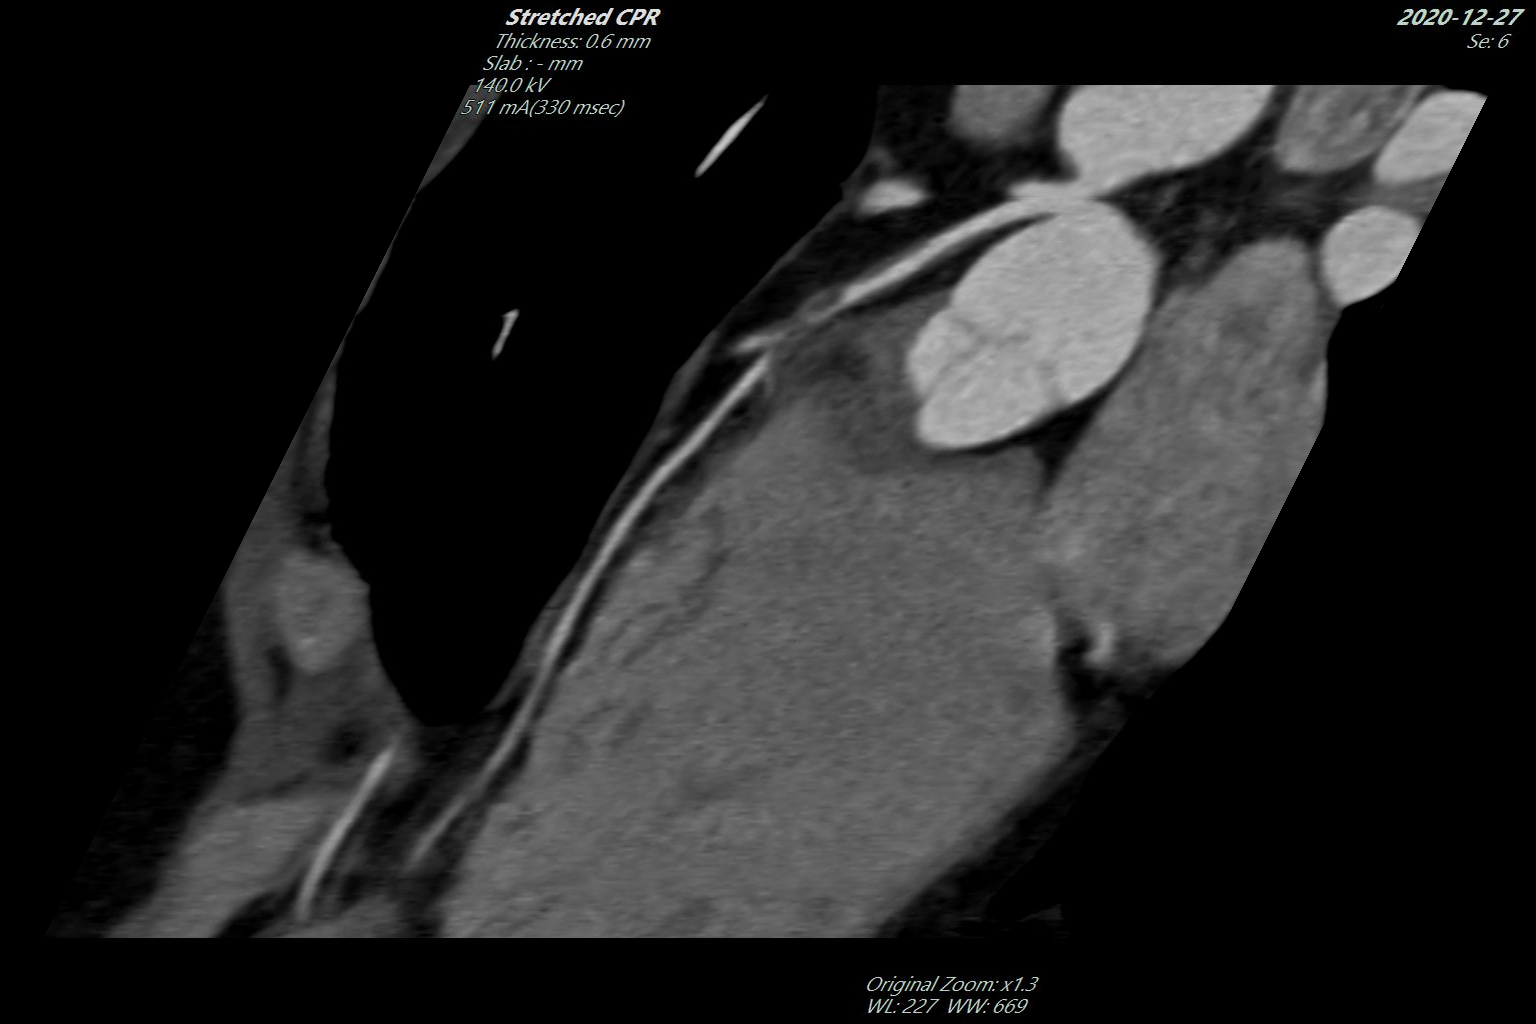 Stretched CPR
Thickness: 0.6 mm
Slab : - mm
140.0 kV
511 mA(330 msec)
2020-12-27
Se: 6
Original Zoom: x1.3
WL: 227 WW: 669